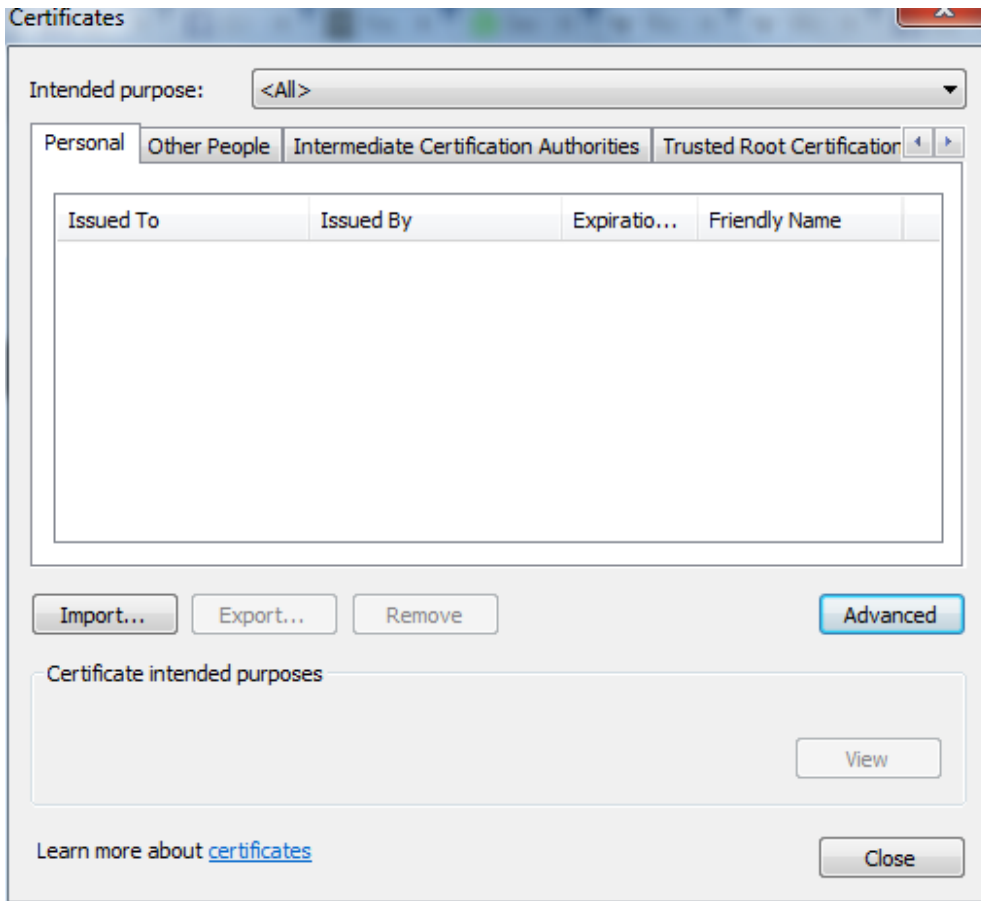 Certificates
Intended purpose: <All>
Personal Other People Intermediate Certification Authorities Trusted Root Certification
Issued To Issued By Expiratio... Friendly Name
Import... Export... Remove Advanced
Certificate intended purposes
View
Learn more about certificates
Close